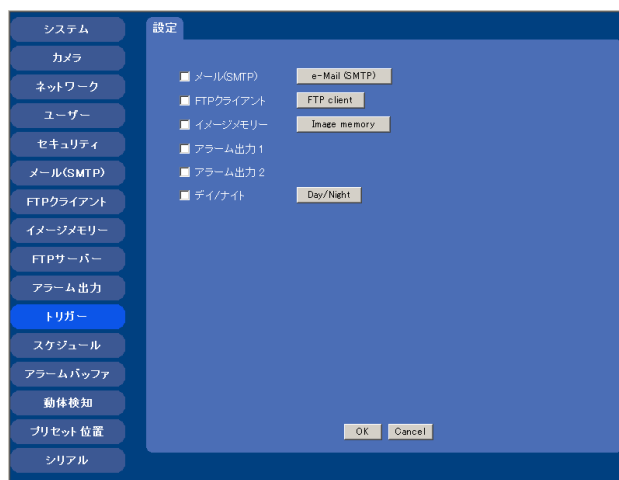 システム
カメラ
ネットワーク
ユーザー
セキュリティ
メール(SMTP)
FTPクライアント
イメージメモリー
FTPサーバー
アラーム出力
トリガー
スケジュール
アラームバッファ
動体検知
プリセット位置
シリアル
設定
メール(SMTP) e-Mail (SMTP)
FTPクライアント FTP client
イメージメモリー Image memory
アラーム出力 1
アラーム出力 2
デイ/ナイト Day/Night
OK Cancel